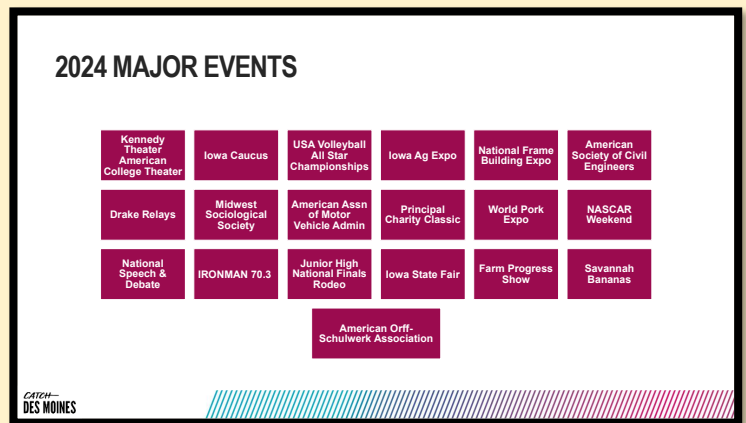 2024 MAJOR EVENTS
Kennedy
Theater
American
College Theater
Iowa Caucus
USA Volleyball
All Star
Championships
Iowa Ag Expo
National Frame
Building Expo
American
Society of Civil
Engineers
Drake Relays
Midwest
Sociological
Society
American Assn
of Motor
Vehicle Admin
Principal
Charity Classic
World Pork
Expo
NASCAR
Weekend
National
Speech &
Debate
IRONMAN 70.3
Junior High
National Finals
Rodeo
Iowa State Fair
Farm Progress
Show
Savannah
Bananas
American Orff-
Schulwerk Association
CATCH
DES MOINES